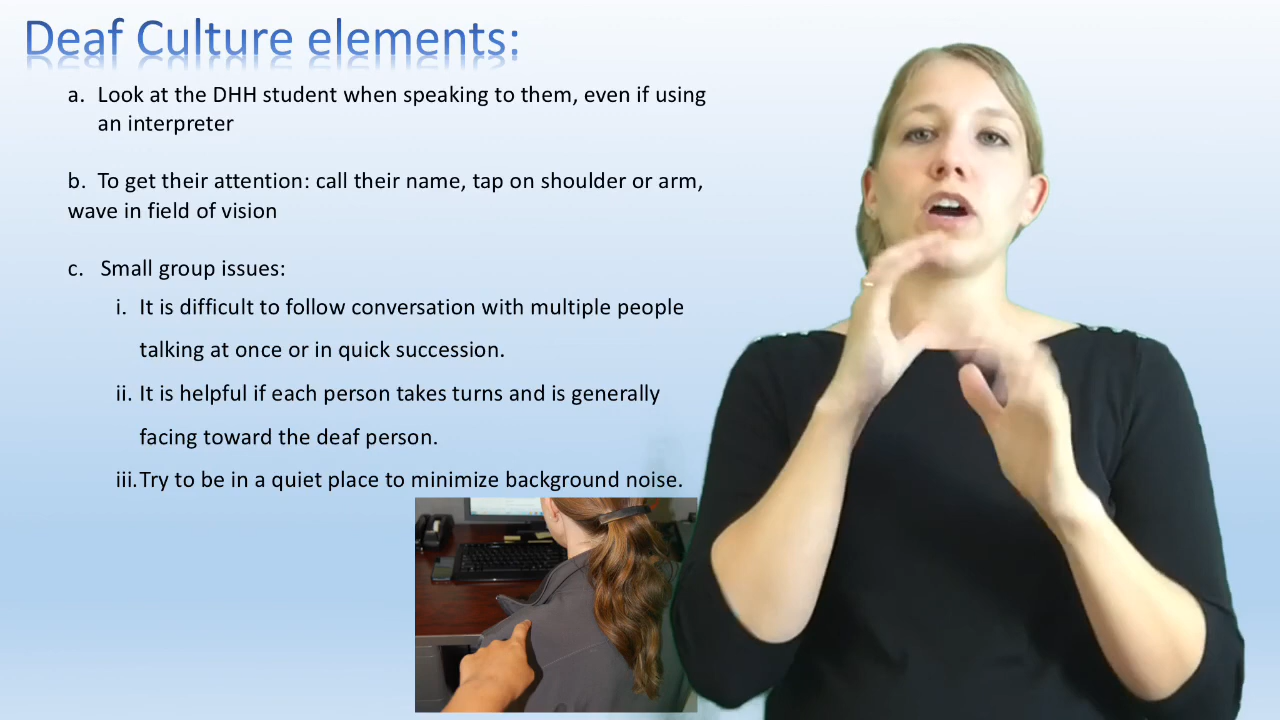 Deaf Culture elements:
a. Look at the DHH student when speaking to them, even if using
an interpreter
b. To get their attention: call their name, tap on shoulder or arm,
wave in field of vision
c. Small group issues:
i. It is difficult to follow conversation with multiple people
talking at once or in quick succession.
ii. It is helpful if each person takes turns and is generally
facing toward the deaf person.
iii. Try to be in a quiet place to minimize background noise.